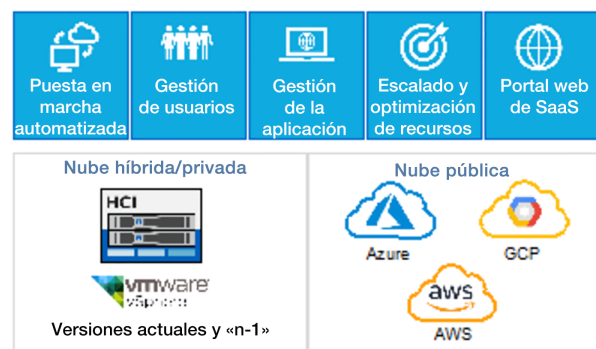 Puesta en
marcha
automatizada
Gestión
de usuarios
Gestión
de la
aplicación
Escalado y
optimización
de recursos
Portal web
de SaaS
Nube híbrida/privada
HCI
vmware
vSphere
Versiones actuales y «n-1»
Nube pública
Azure
GCP
aws
AWS